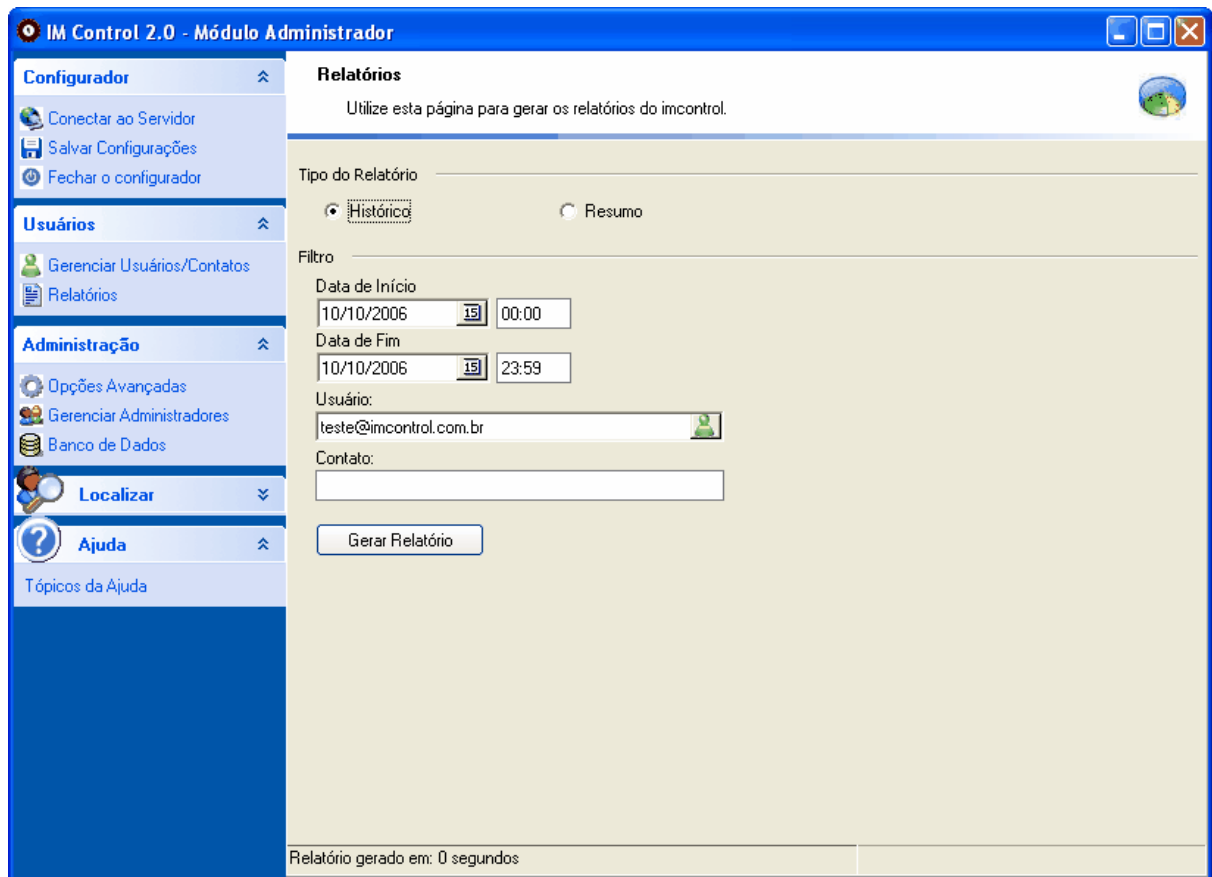 IM Control 2.0 - Módulo Administrador
Configurador
Conectar ao Servidor
Salvar Configurações
Fechar o configurador
Usuários
Gerenciar Usuários/Contatos
Relatórios
Administração
Opções Avançadas
Gerenciar Administradores
Banco de Dados
Localizar
Ajuda
Tópicos da Ajuda
Relatórios
Utilize esta página para gerar os relatórios do imcontrol.
Tipo do Relatório
Histórico Resumo
Filtro
Data de Início
10/10/2006 15 00:00
Data de Fim
10/10/2006 15 23:59
Usuário:
teste@imcontrol.com.br
Contato:
Gerar Relatório
Relatório gerado em: 0 segundos